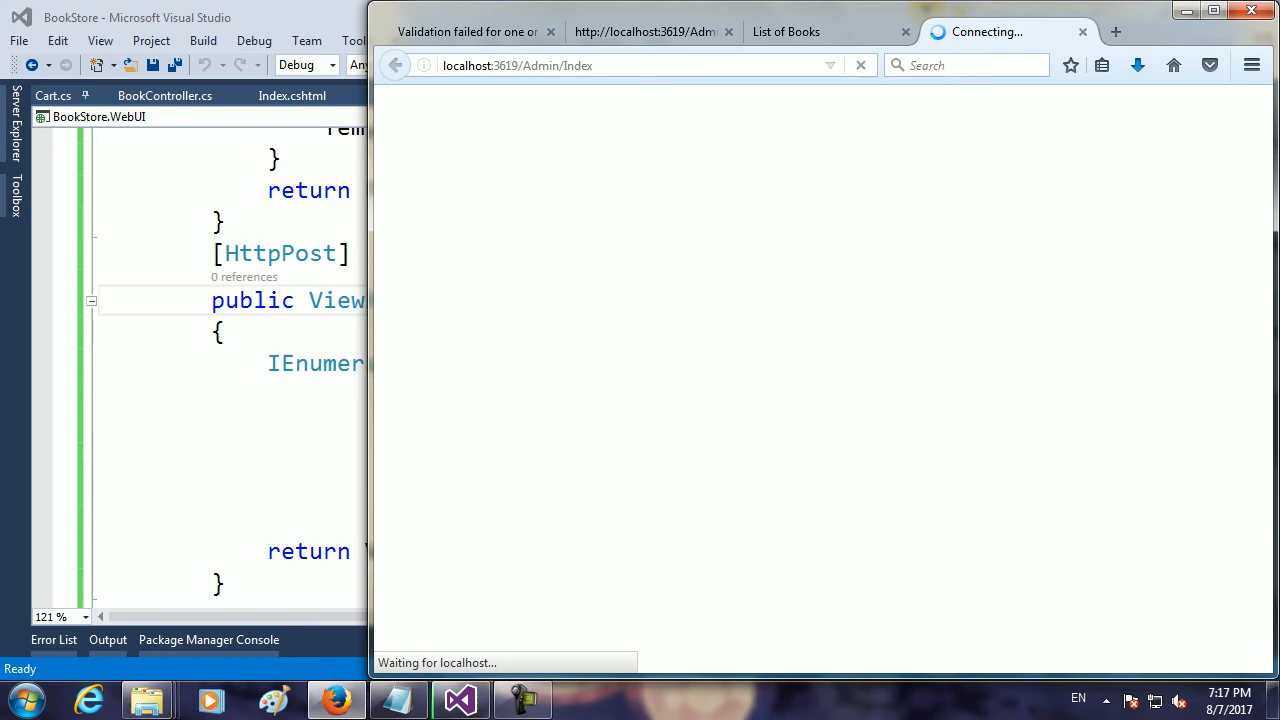 BookStore - Microsoft Visual Studio
File Edit View Project Build Debug Team
Debug
Cart.cs BookController.cs Index.cshtml
BookStore.WebUI
Server Explorer
Toolbox
}
return
}
[HttpPost]
0 references
public View
{
IEnumer
return
}
121 %
Error List Output Package Manager Console
Ready
Validation failed for one or http://localhost:3619/Admi List of Books Connecting...
localhost:3619/Admin/Index Search
Waiting for localhost...
EN
7:17 PM
8/7/2017